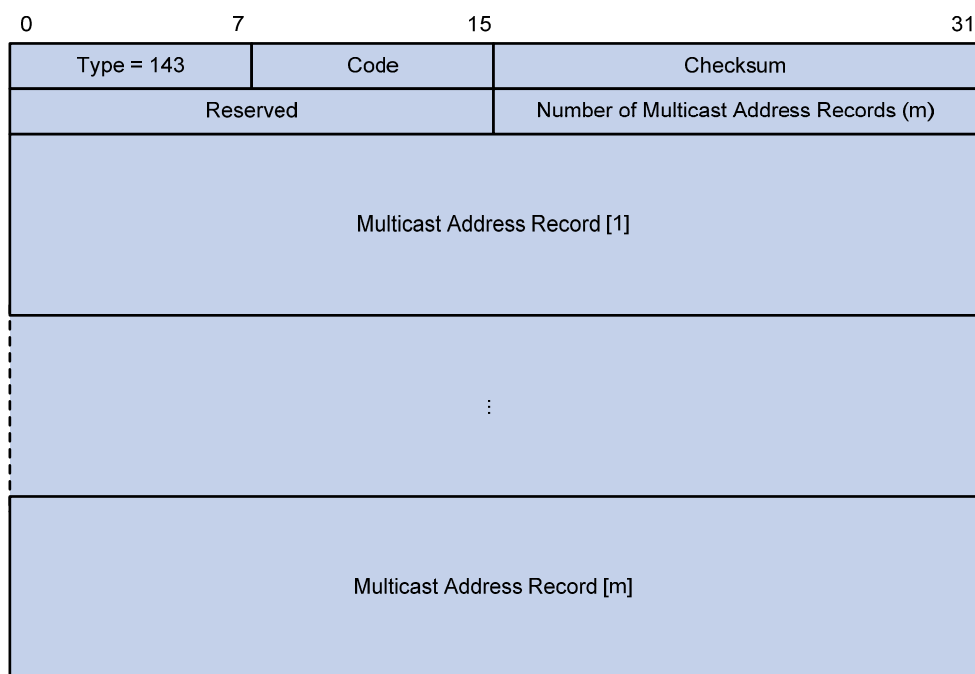 0 7 15 31
Type = 143 Code Checksum
Reserved Number of Multicast Address Records (m)
Multicast Address Record [1]
⋮
Multicast Address Record [m]